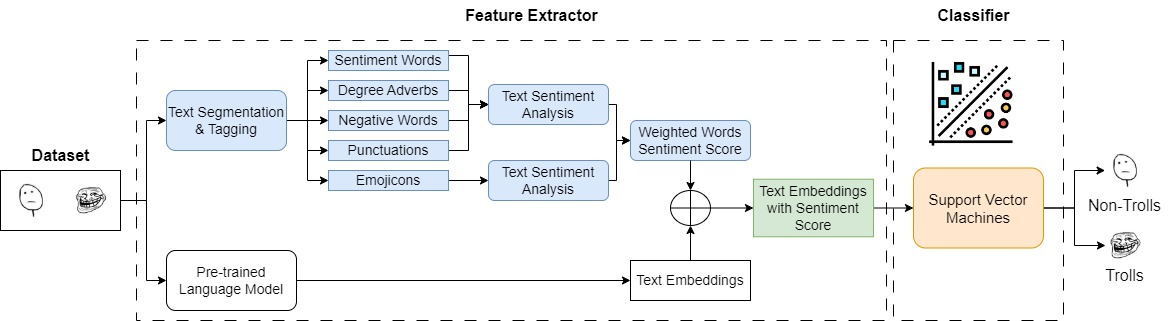 Feature Extractor
Classifier
Dataset
Text Segmentation
& Tagging
Sentiment Words
Degree Adverbs
Negative Words
Punctuations
Emojicons
Text Sentiment
Analysis
Text Sentiment
Analysis
Weighted Words
Sentiment Score
Pre-trained
Language Model
Text Embeddings
Text Embeddings
with Sentiment
Score
Support Vector
Machines
Non-Trolls
Trolls